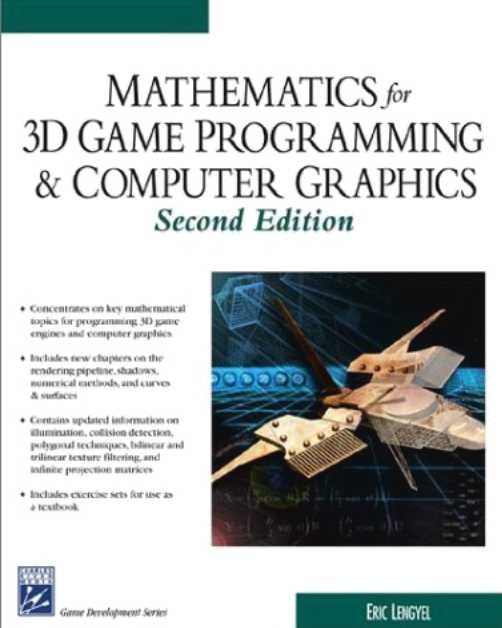 MATHEMATICS for
3D GAME PROGRAMMING
& COMPUTER GRAPHICS
Second Edition
Concentrates on key mathematical
topics for programming 3D game
engines and computer graphics
Includes new chapters on the
rendering pipeline, shadows,
numerical methods, and curves
& surfaces
Contains updated information on
illumination, collision detection,
polygonal techniques, bilinear and
trilinear texture filtering, and
infinite projection matrices
Includes exercise sets for use as
a textbook
CHARLES
RIVER
MEDIA
Game Development Series
ERIC LENGYEL